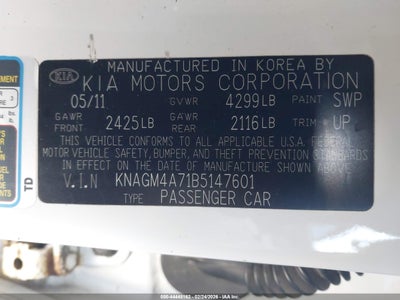 MANUFACTURED IN KOREA BY
KIA
KIA MOTORS CORPORATION
05/11 GVWR 4299LB PAINT SWP
GAWR FRONT 2425LB GAWR REAR 2116LB TRIM UP
THIS VEHICLE CONFORMS TO ALL APPLICABLE U.S.A. FEDERAL
MOTOR VEHICLE SAFETY, BUMPER, AND THEFT PREVENTION STANDARDS
IN EFFECT ON THE DATE OF MANUFACTURE SHOWN ABOVE.
V.I.N KNAGM4A71B5147601
TYPE PASSENGER CAR
TD